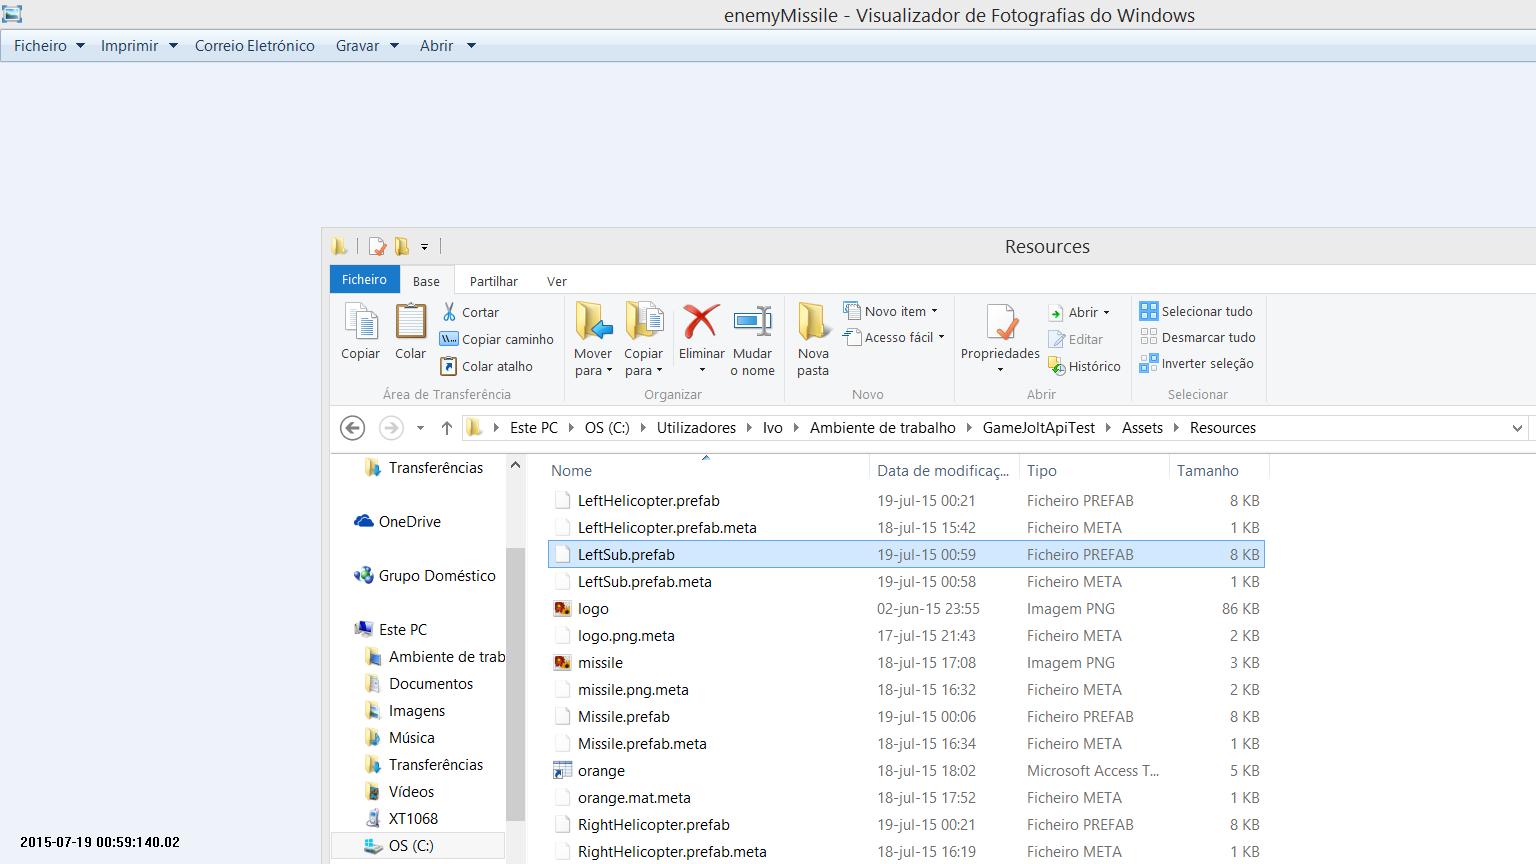 enemyMissile - Visualizador de Fotografias do Windows
Ficheiro Imprimir Correio Eletrónico Gravar Abrir
Resources
Ficheiro Base Partilhar Ver
Copiar
Colar
Cortar
Copiar caminho
Colar atalho
Área de Transferência
Mover para
Copiar para
Eliminar
Mudar o nome
Organizar
Nova pasta
Novo item
Acesso fácil
Novo
Propriedades
Abrir
Editar
Histórico
Abrir
Selecionar tudo
Desmarcar tudo
Inverter seleção
Selecionar
Este PC OS (C:) Utilizadores Ivo Ambiente de trabalho GameJoltApiTest Assets Resources
Transferências
OneDrive
Grupo Doméstico
Este PC
Ambiente de trab
Documentos
Imagens
Música
Transferências
Vídeos
XT1068
OS (C:)
Nome Data de modificaç... Tipo Tamanho
LeftHelicopter.prefab 19-jul-15 00:21 Ficheiro PREFAB 8 KB
LeftHelicopter.prefab.meta 18-jul-15 15:42 Ficheiro META 1 KB
LeftSub.prefab 19-jul-15 00:59 Ficheiro PREFAB 8 KB
LeftSub.prefab.meta 19-jul-15 00:58 Ficheiro META 1 KB
logo 02-jun-15 23:55 Imagem PNG 86 KB
logo.png.meta 17-jul-15 21:43 Ficheiro META 2 KB
missile 18-jul-15 17:08 Imagem PNG 3 KB
missile.png.meta 18-jul-15 16:32 Ficheiro META 2 KB
Missile.prefab 19-jul-15 00:06 Ficheiro PREFAB 8 KB
Missile.prefab.meta 18-jul-15 16:34 Ficheiro META 1 KB
orange 18-jul-15 18:02 Microsoft Access T... 5 KB
orange.mat.meta 18-jul-15 17:52 Ficheiro META 1 KB
RightHelicopter.prefab 19-jul-15 00:21 Ficheiro PREFAB 8 KB
RightHelicopter.prefab.meta 18-jul-15 16:19 Ficheiro META 1 KB
2015-07-19 00:59:140.02